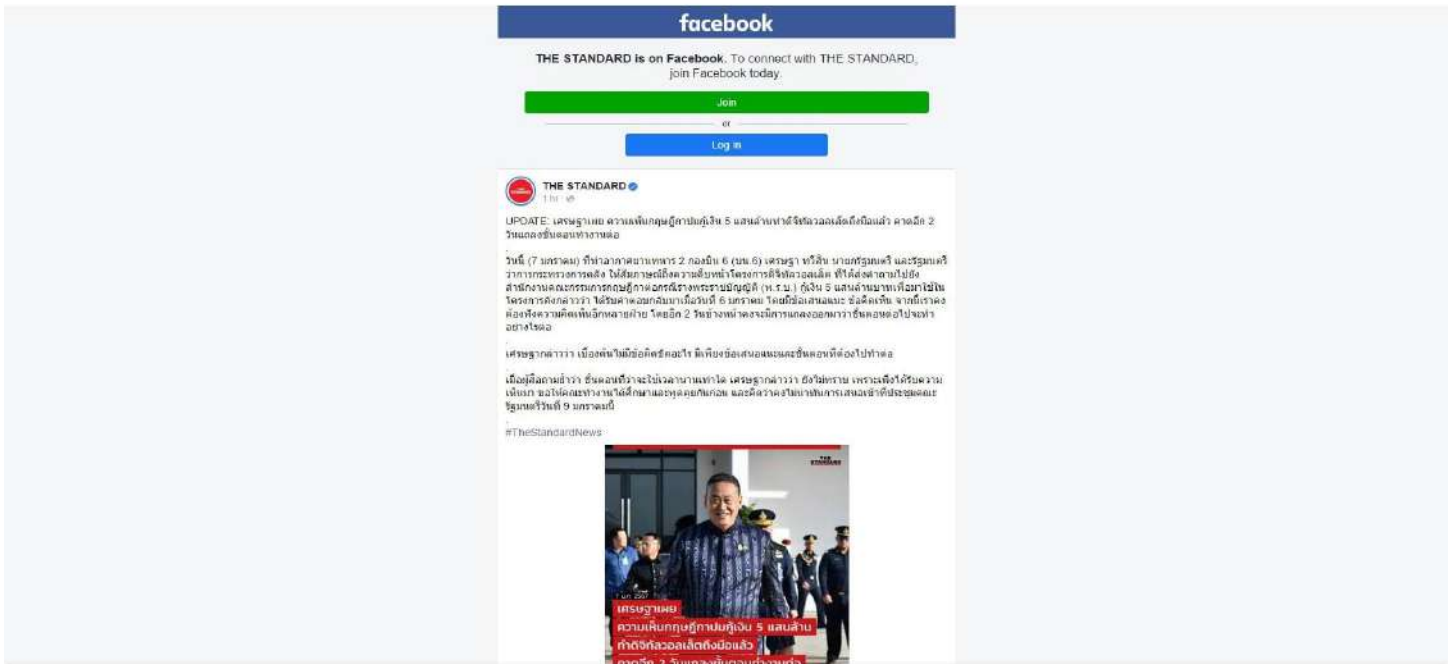 facebook
THE STANDARD is on Facebook. To connect with THE STANDARD,
join Facebook today.
Join
or
Log in
THE STANDARD
1 hr
UPDATE: เศรษฐาเผย ความเห็นกฤษฎีกาปมกู้เงิน 5 แสนล้านทำดิจิทัลวอลเล็ตถึงมือแล้ว คาดอีก 2
วันแถลงขั้นตอนทำงานต่อ
.
วันนี้ (7 มกราคม) ที่ท่าอากาศยานทหาร 2 กองบิน 6 (บน.6) เศรษฐา ทวีสิน นายกรัฐมนตรี และรัฐมนตรี
ว่าการกระทรวงการคลัง ให้สัมภาษณ์ถึงความคืบหน้าโครงการดิจิทัลวอลเล็ต ที่ได้ส่งคำถามไปยัง
สำนักงานคณะกรรมการกฤษฎีกาต่อกรณีร่างพระราชบัญญัติ (พ.ร.บ.) กู้เงิน 5 แสนล้านบาทเพื่อมาใช้ใน
โครงการดังกล่าวว่า ได้รับคำตอบกลับมาเมื่อวันที่ 6 มกราคม โดยมีข้อเสนอแนะ ข้อคิดเห็น จากนี้เราคง
ต้องฟังความคิดเห็นอีกหลายฝ่าย โดยอีก 2 วันข้างหน้าคงจะมีการแถลงออกมาว่าขั้นตอนต่อไปจะทำ
อย่างไรต่อ
.
เศรษฐากล่าวว่า เบื้องต้นไม่มีข้อติดขัดอะไร มีเพียงข้อเสนอแนะและขั้นตอนที่ต้องไปทำต่อ
.
เมื่อผู้สื่อถามย้ำว่า ขั้นตอนที่ว่าจะใช้เวลานานเท่าใด เศรษฐากล่าวว่า ยังไม่ทราบ เพราะเพิ่งได้รับความ
เห็นมา ขอให้คณะทำงานได้ศึกษาและพูดคุยกันก่อน และคิดว่าคงไม่น่าทันการเสนอเข้าที่ประชุมคณะ
รัฐมนตรีวันที่ 9 มกราคมนี้
.
#TheStandardNews
THE
STANDARD
7 ม.ค. 2567
เศรษฐาเผย
ความเห็นกฤษฎีกาปมกู้เงิน 5 แสนล้าน
ทำดิจิทัลวอลเล็ตถึงมือแล้ว
คาดอีก 2 วันแถลงขั้นตอนทำงานต่อ